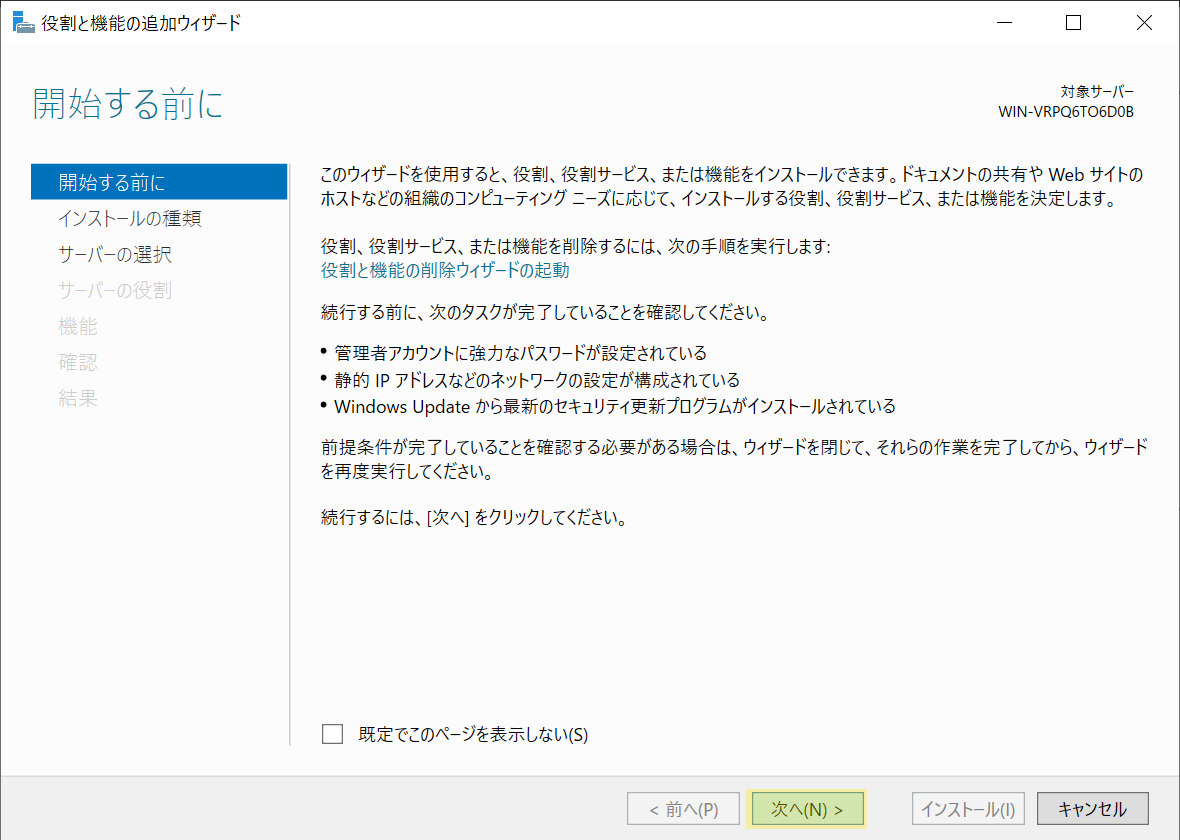 役割と機能の追加ウィザード
開始する前に
対象サーバー
WIN-VRPQ6TO6D0B
開始する前に
インストールの種類
サーバーの選択
サーバーの役割
機能
確認
結果
このウィザードを使用すると、役割、役割サービス、または機能をインストールできます。ドキュメントの共有や Web サイトの
ホストなどの組織のコンピューティング ニーズに応じて、インストールする役割、役割サービス、または機能を決定します。
役割、役割サービス、または機能を削除するには、次の手順を実行します:
役割と機能の削除ウィザードの起動
続行する前に、次のタスクが完了していることを確認してください。
• 管理者アカウントに強力なパスワードが設定されている
• 静的 IP アドレスなどのネットワークの設定が構成されている
• Windows Update から最新のセキュリティ更新プログラムがインストールされている
前提条件が完了していることを確認する必要がある場合は、ウィザードを閉じて、それらの作業を完了してから、ウィザード
を再度実行してください。
続行するには、[次へ] をクリックしてください。
既定でこのページを表示しない(S)
< 前へ(P)
次へ(N) >
インストール(I)
キャンセル